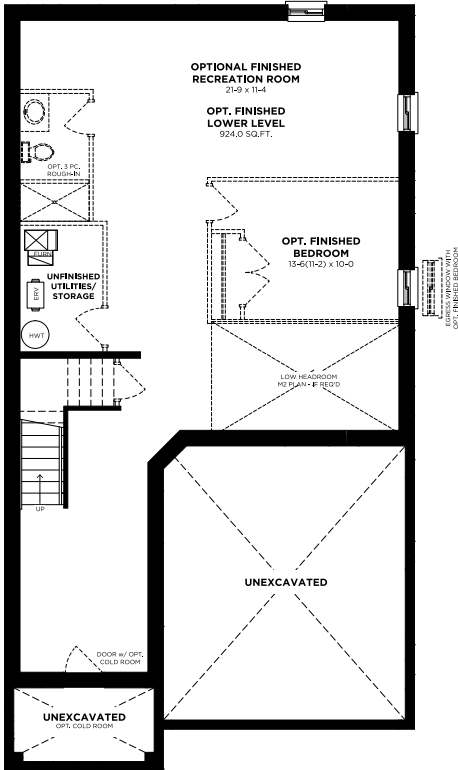 OPTIONAL FINISHED
RECREATION ROOM
21-9 x 11-4
OPT. FINISHED
LOWER LEVEL
924.0 SQ.FT.
OPT. 3 PC.
ROUGH-IN
OPT. FINISHED
BEDROOM
13-6(11-2) x 10-0
EGRESS WINDOW WITH
OPT. FINISHED BEDROOM
FURN
UNFINISHED
UTILITIES/
STORAGE
ERV
HWT
LOW HEADROOM
M2 PLAN - IF REQ'D
UP
UNEXCAVATED
DOOR w/ OPT.
COLD ROOM
UNEXCAVATED
OPT. COLD ROOM